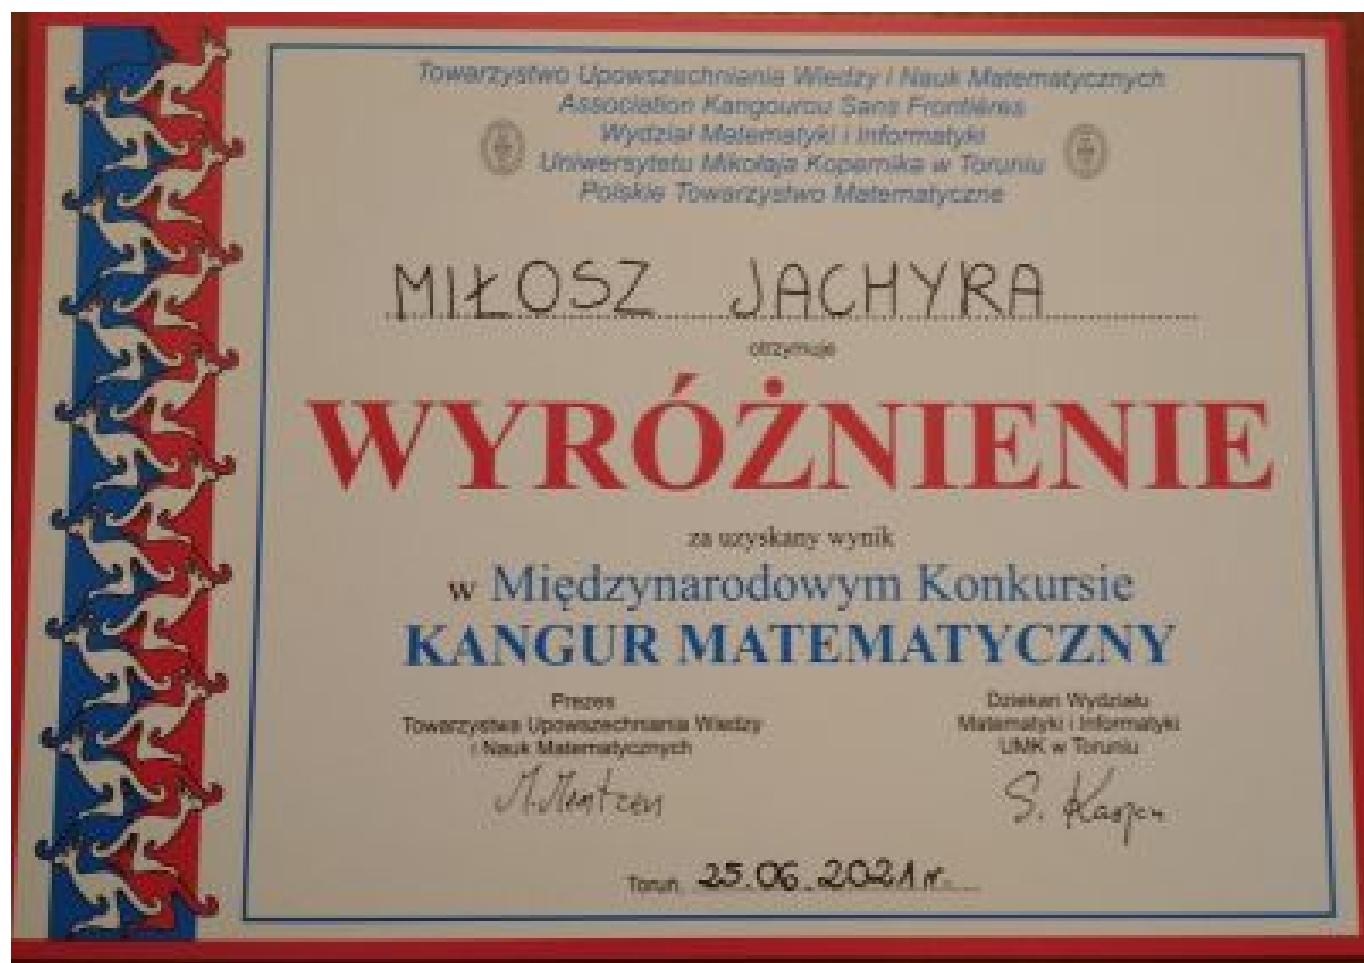 Towarzystwo Upowszechniania Wiedzy i Nauk Matematycznych
Association Kangourou Sans Frontières
Wydział Matematyki i Informatyki
Uniwersytetu Mikołaja Kopernika w Toruniu
Polskie Towarzystwo Matematyczne
MIŁOSZ JACHYRA
otrzymuje
WYRÓŻNIENIE
za uzyskany wynik
w Międzynarodowym Konkursie
KANGUR MATEMATYCZNY
Prezes
Towarzystwa Upowszechniania Wiedzy
i Nauk Matematycznych
M. Mentzen
Dziekan Wydziału
Matematyki i Informatyki
UMK w Toruniu
S.
Toruń, 25.06.2021 r.